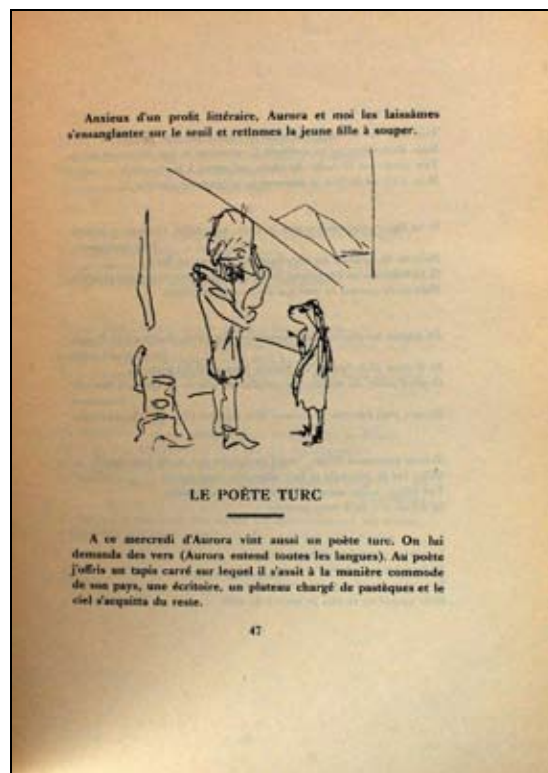 Anxieux d'un profit littéraire, Aurora et moi les laissâmes
s'ensanglanter sur le seuil et retînmes la jeune fille à souper.
LE POÈTE TURC
A ce mercredi d'Aurora vint aussi un poète turc. On lui
demanda des vers (Aurora entend toutes les langues). Au poète
j'offris un tapis carré sur lequel il s'assit à la manière commode
de son pays, une écritoire, un plateau chargé de pastèques et le
ciel s'acquitta du reste.
47